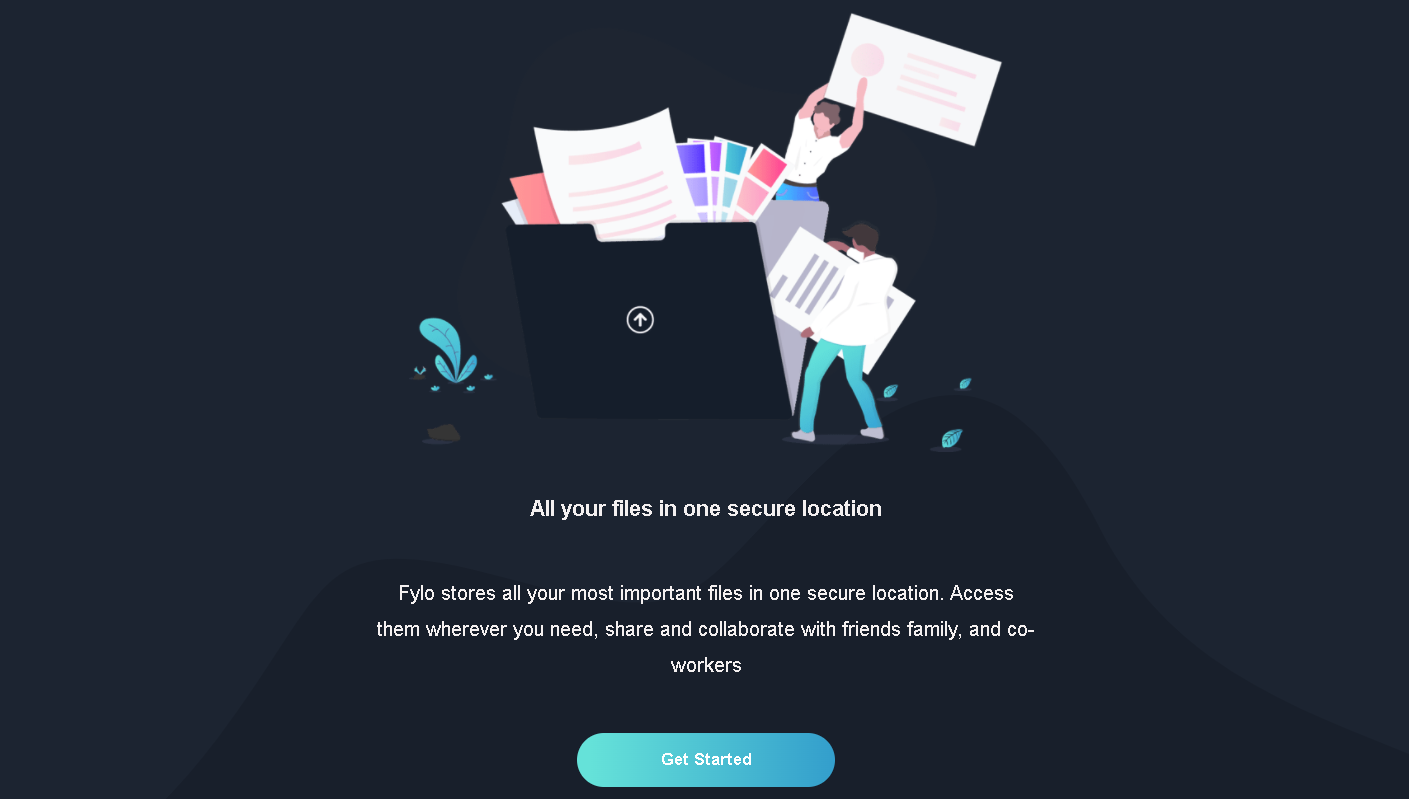 All your files in one secure location
Fylo stores all your most important files in one secure location. Access
them wherever you need, share and collaborate with friends family, and co-
workers
Get Started